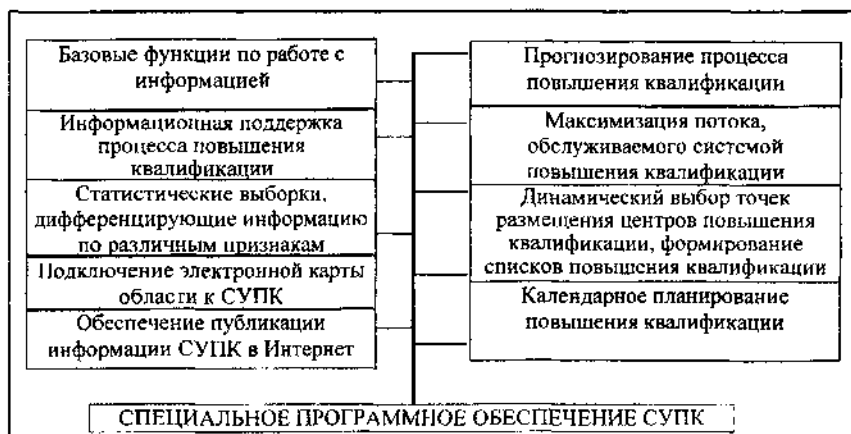 Базовые функции по работе с
информацией
Информационная поддержка
процесса повышения
квалификации
Статистические выборки,
дифференцирующие информацию
по различным признакам
Подключение электронной карты
области к СУПК
Обеспечение публикации
информации СУПК в Интернет
Прогнозирование процесса
повышения квалификации
Максимизация потока,
обслуживаемого системой
повышения квалификации
Динамический выбор точек
размещения центров повышения
квалификации, формирование
списков повышения квалификации
Календарное планирование
повышения квалификации
СПЕЦИАЛЬНОЕ ПРОГРАММНОЕ ОБЕСПЕЧЕНИЕ СУПК